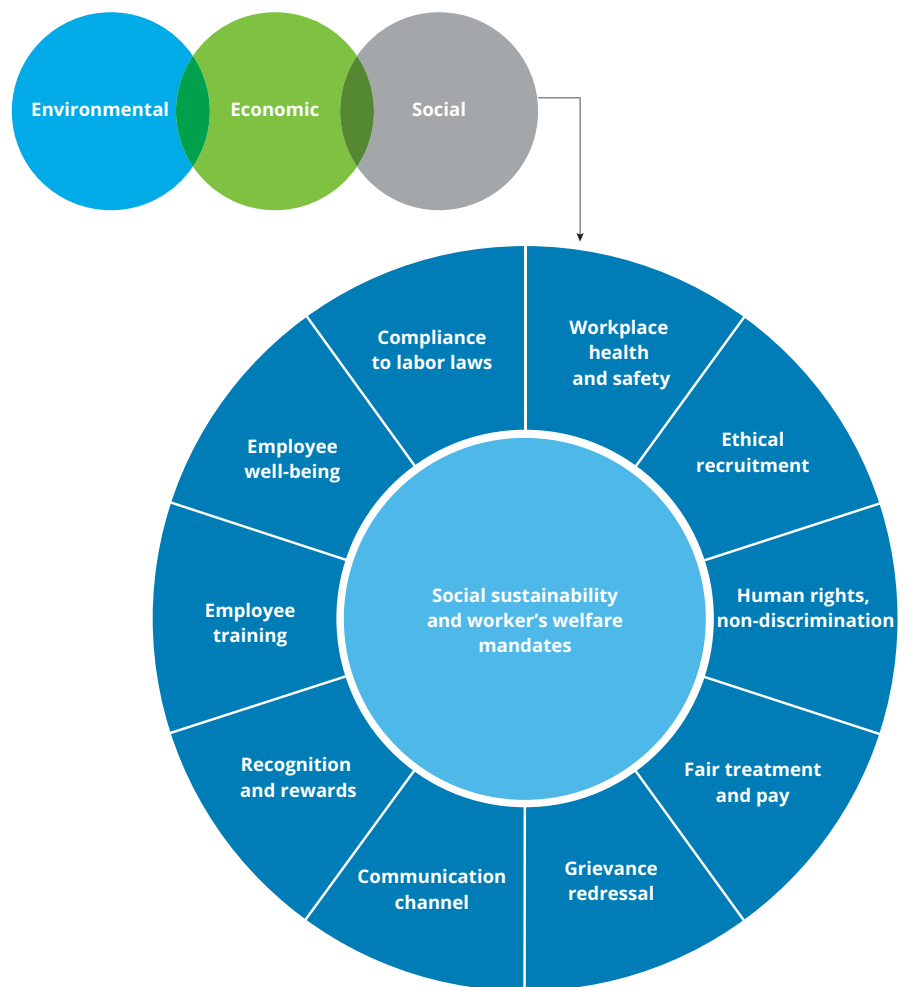 Environmental
Economic
Social
Workplace
health
and safety
Ethical
recruitment
Human rights,
non-discrimination
Fair treatment
and pay
Grievance
redressal
Communication
channel
Recognition
and rewards
Employee
training
Employee
well-being
Compliance
to labor laws
Social sustainability
and worker’s welfare
mandates